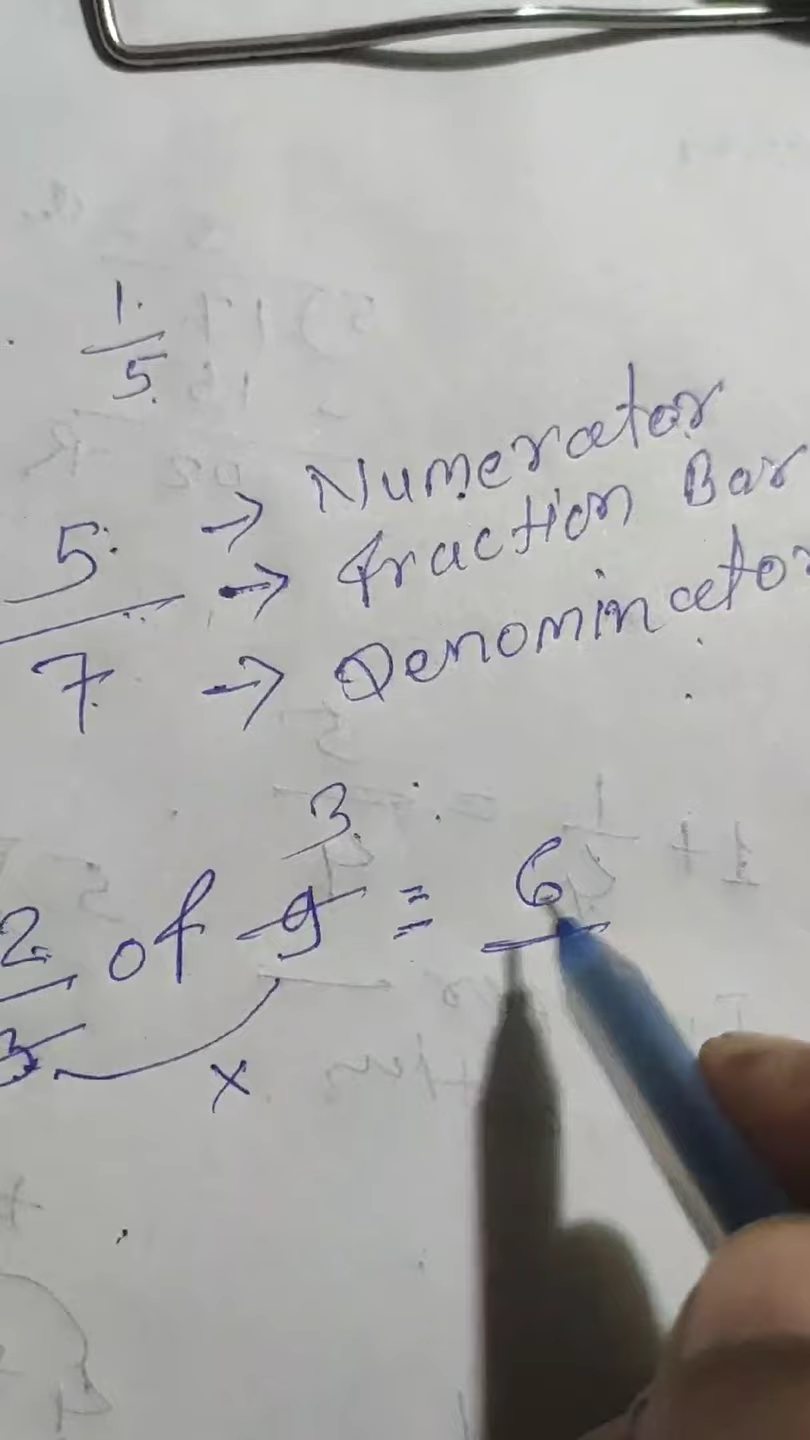 1
5
5 → Numerator
→ fraction Bar
7 → Denominator
3
2 of 9 = 6
3
×